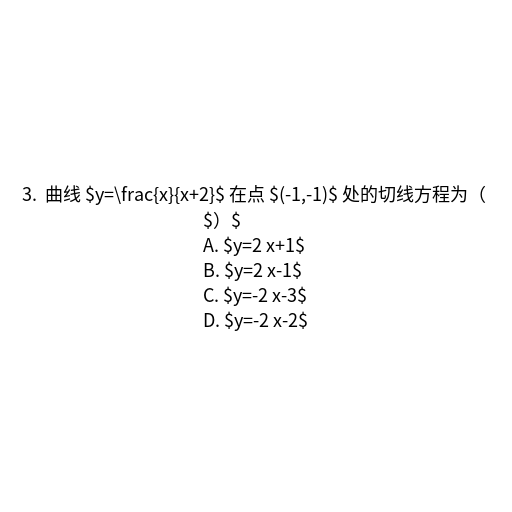 3. 曲线 $y=\frac{x}{x+2}$ 在点 $(-1,-1)$ 处的切线方程为（
$）$
A. $y=2 x+1$
B. $y=2 x-1$
C. $y=-2 x-3$
D. $y=-2 x-2$